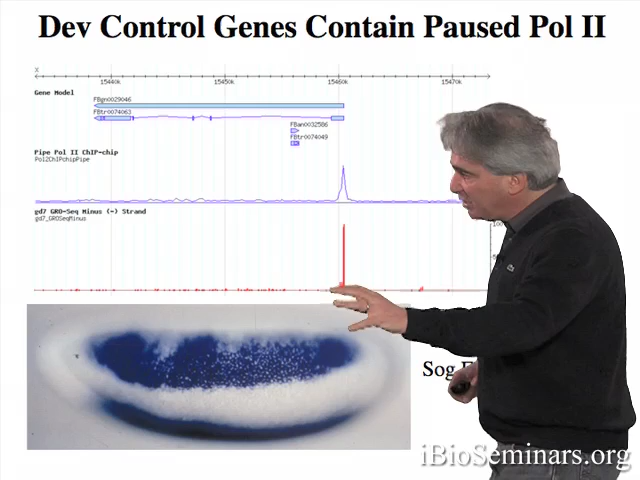 Dev Control Genes Contain Paused Pol II
X
15440k 15450k 15460k 15470k
Gene Model
FBgn0029046
FBtr0074063
FBan0032586
FBtr0074049
Pipe Pol II ChIP-chip
Pol2ChIPchipPipe
gd7 GRO-Seq Minus (-) Strand
gd7_GROSeqMinus
Sog
iBioSeminars.org